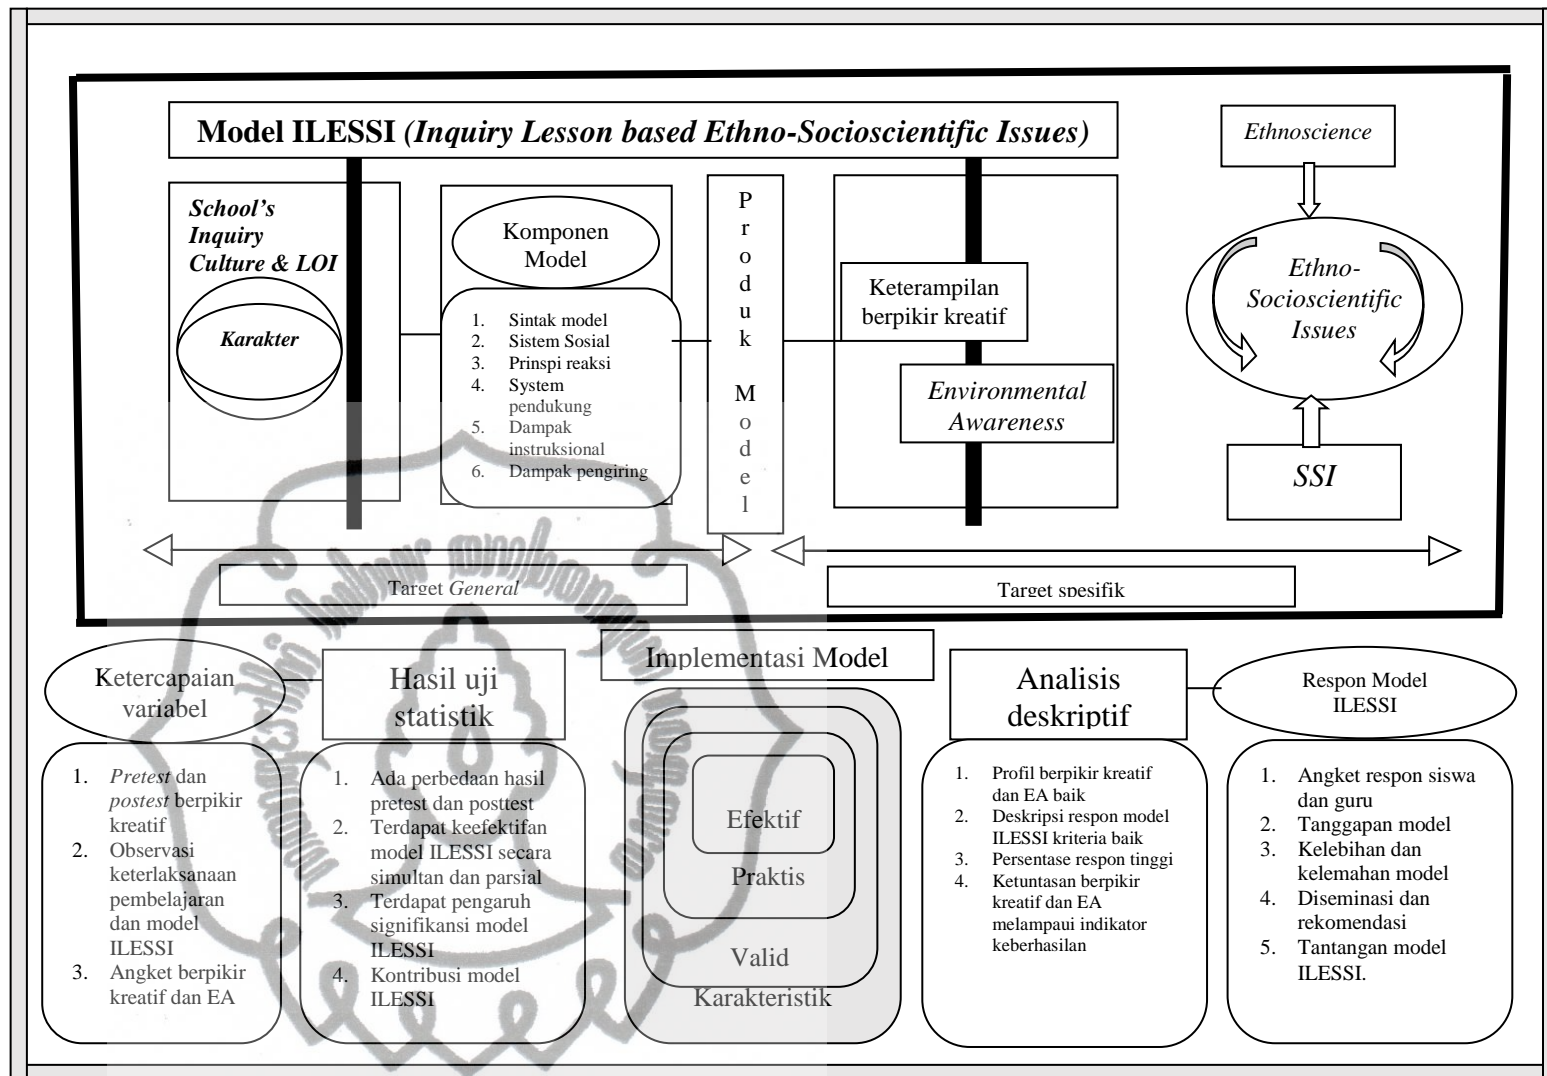 Model ILESSI (Inquiry Lesson based Ethno-Socioscientific Issues)
School's
Inquiry
Culture & LOI
Karakter
Komponen
Model
1. Sintak model
2. Sistem Sosial
3. Prinspi reaksi
4. System
pendukung
5. Dampak
instruksional
6. Dampak pengiring
P
r
o
d
u
k
M
o
d
e
l
Keterampilan
berpikir kreatif
Environmental
Awareness
Ethnoscience
Ethno-
Socioscientific
Issues
SSI
Target General
Target spesifik
Ketercapaian
variabel
1. Pretest dan
postest berpikir
kreatif
2. Observasi
keterlaksanaan
pembelajaran
dan model
ILESSI
3. Angket berpikir
kreatif dan EA
Hasil uji
statistik
1. Ada perbedaan hasil
pretest dan posttest
2. Terdapat keefektifan
model ILESSI secara
simultan dan parsial
3. Terdapat pengaruh
signifikansi model
ILESSI
4. Kontribusi model
ILESSI
Implementasi Model
Efektif
Praktis
Valid
Karakteristik
Analisis
deskriptif
1. Profil berpikir kreatif
dan EA baik
2. Deskripsi respon model
ILESSI kriteria baik
3. Persentase respon tinggi
4. Ketuntasan berpikir
kreatif dan EA
melampaui indikator
keberhasilan
Respon Model
ILESSI
1. Angket respon siswa
dan guru
2. Tanggapan model
3. Kelebihan dan
kelemahan model
4. Diseminasi dan
rekomendasi
5. Tantangan model
ILESSI.